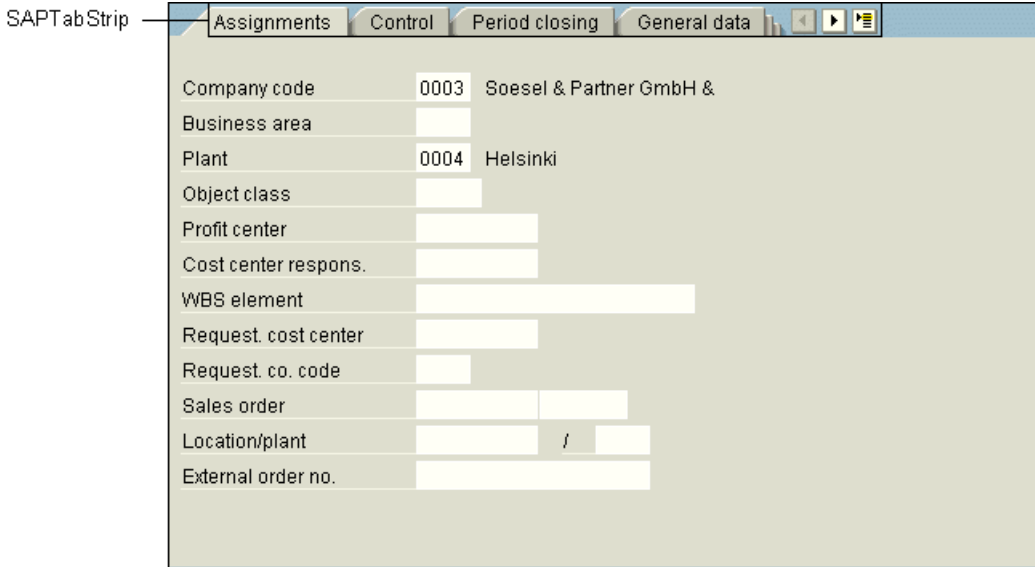 SAPTabStrip
Assignments Control Period closing General data
Company code 0003 Soesel & Partner GmbH &
Business area
Plant 0004 Helsinki
Object class
Profit center
Cost center respons.
WBS element
Request. cost center
Request. co. code
Sales order
Location/plant /
External order no.